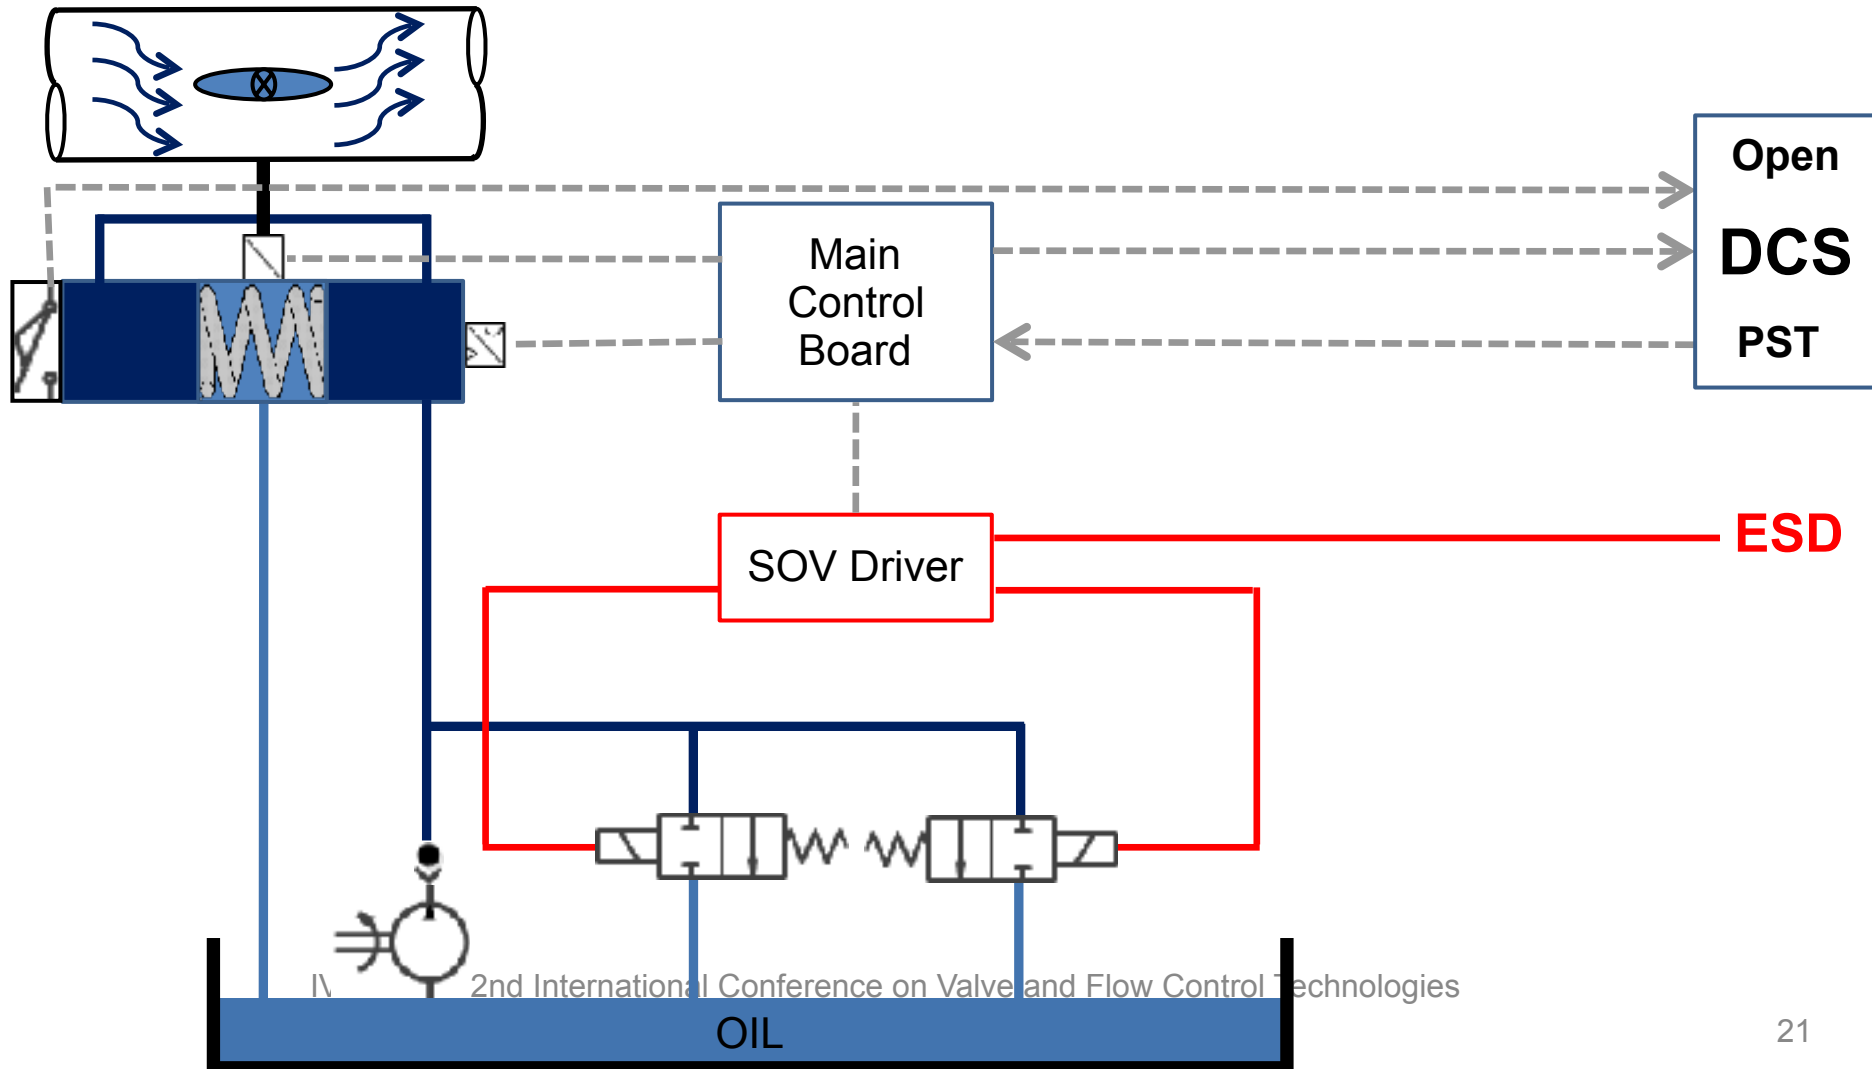 Open
DCS
PST
Main
Control
Board
ESD
SOV Driver
2nd International Conference on Valve and Flow Control Technologies
OIL
21